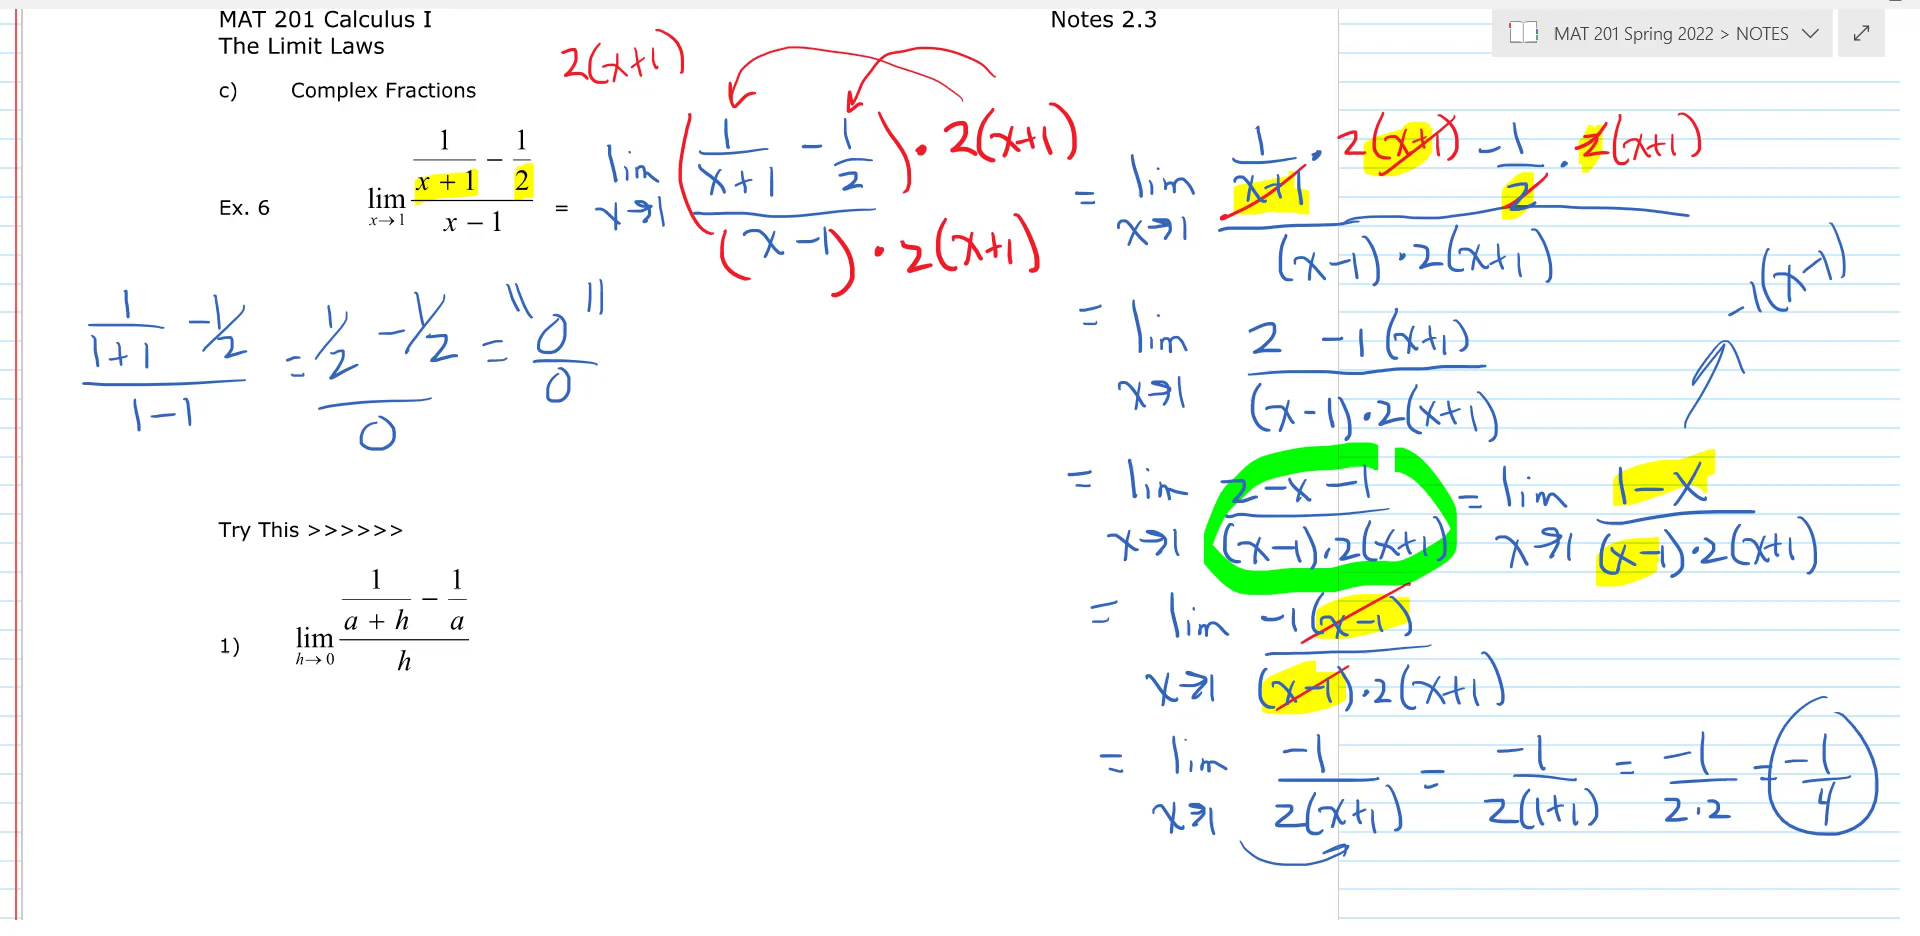 MAT 201 Calculus I
Notes 2.3
MAT 201 Spring 2022 > NOTES
The Limit Laws
c) Complex Fractions
2(x+1)
Ex. 6 lim x→1 (1/(x + 1) − 1/2)/(x − 1) =
lim x→1 ((1/(x+1) − 1/2) · 2(x+1))/((x−1) · 2(x+1))
= lim x→1 (1/(x+1) · 2(x+1) − 1/2 · 2(x+1))/((x−1) · 2(x+1))
(1/(1+1) − 1/2)/(1−1) = (1/2 − 1/2)/0 = "0/0"
= lim x→1 (2 −1(x+1))/((x−1)·2(x+1))
-1(x-1)
= lim x→1 (2−x−1)/((x−1)·2(x+1)) = lim x→1 (1−x)/((x−1)·2(x+1))
= lim x→1 −1(x−1)/((x−1)·2(x+1))
= lim x→1 −1/(2(x+1)) = −1/(2(1+1)) = −1/(2·2) = −1/4
Try This >>>>>>
1) lim h→0 (1/(a + h) − 1/a)/h